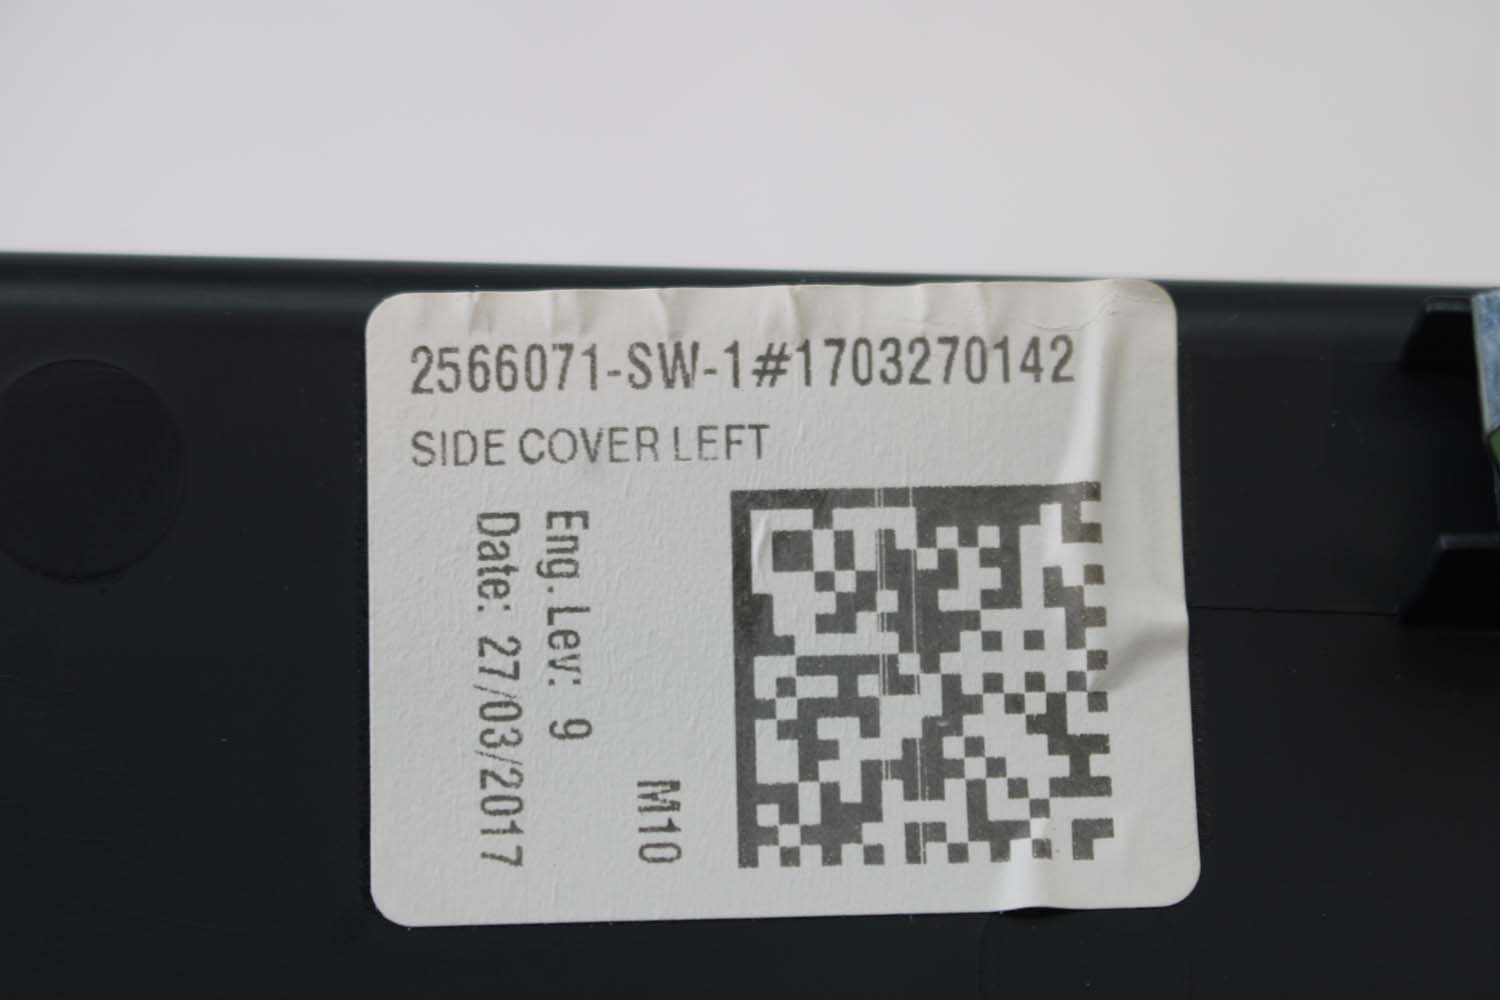 2566071-SW-1#1703270142
SIDE COVER LEFT
Eng.Lev: 9
Date: 27/03/2017
M10